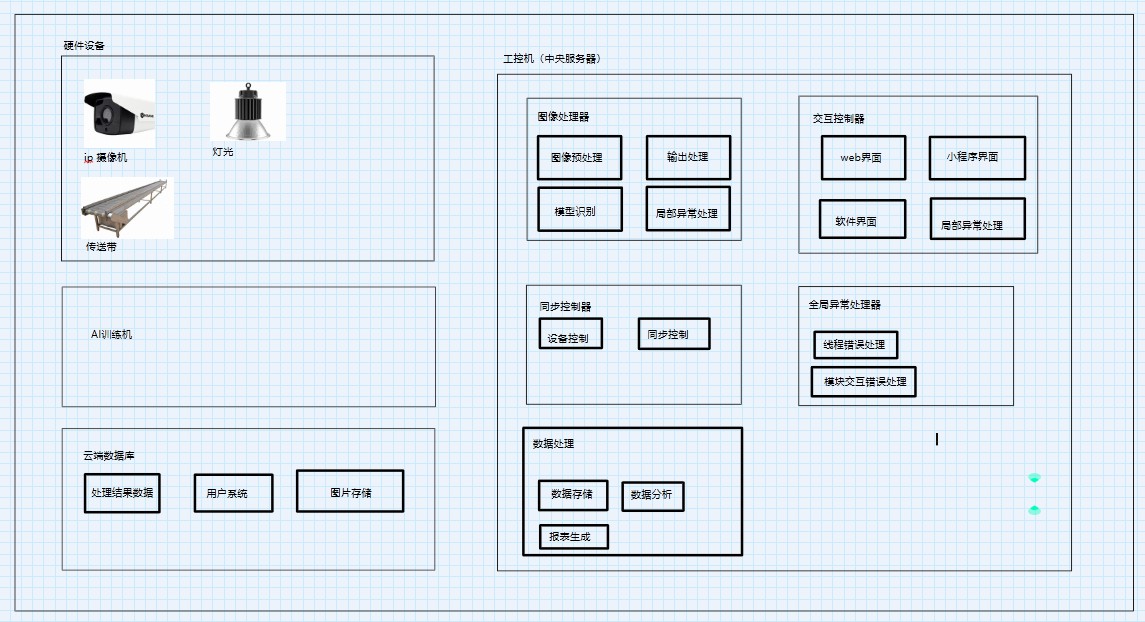 硬件设备
ip 摄像机
灯光
传送带
AI训练机
云端数据库
处理结果数据
用户系统
图片存储
工控机（中央服务器）
图像处理器
图像预处理
输出处理
模型识别
局部异常处理
交互控制器
web界面
小程序界面
软件界面
局部异常处理
同步控制器
设备控制
同步控制
全局异常处理器
线程错误处理
模块交互错误处理
数据处理
数据存储
数据分析
报表生成